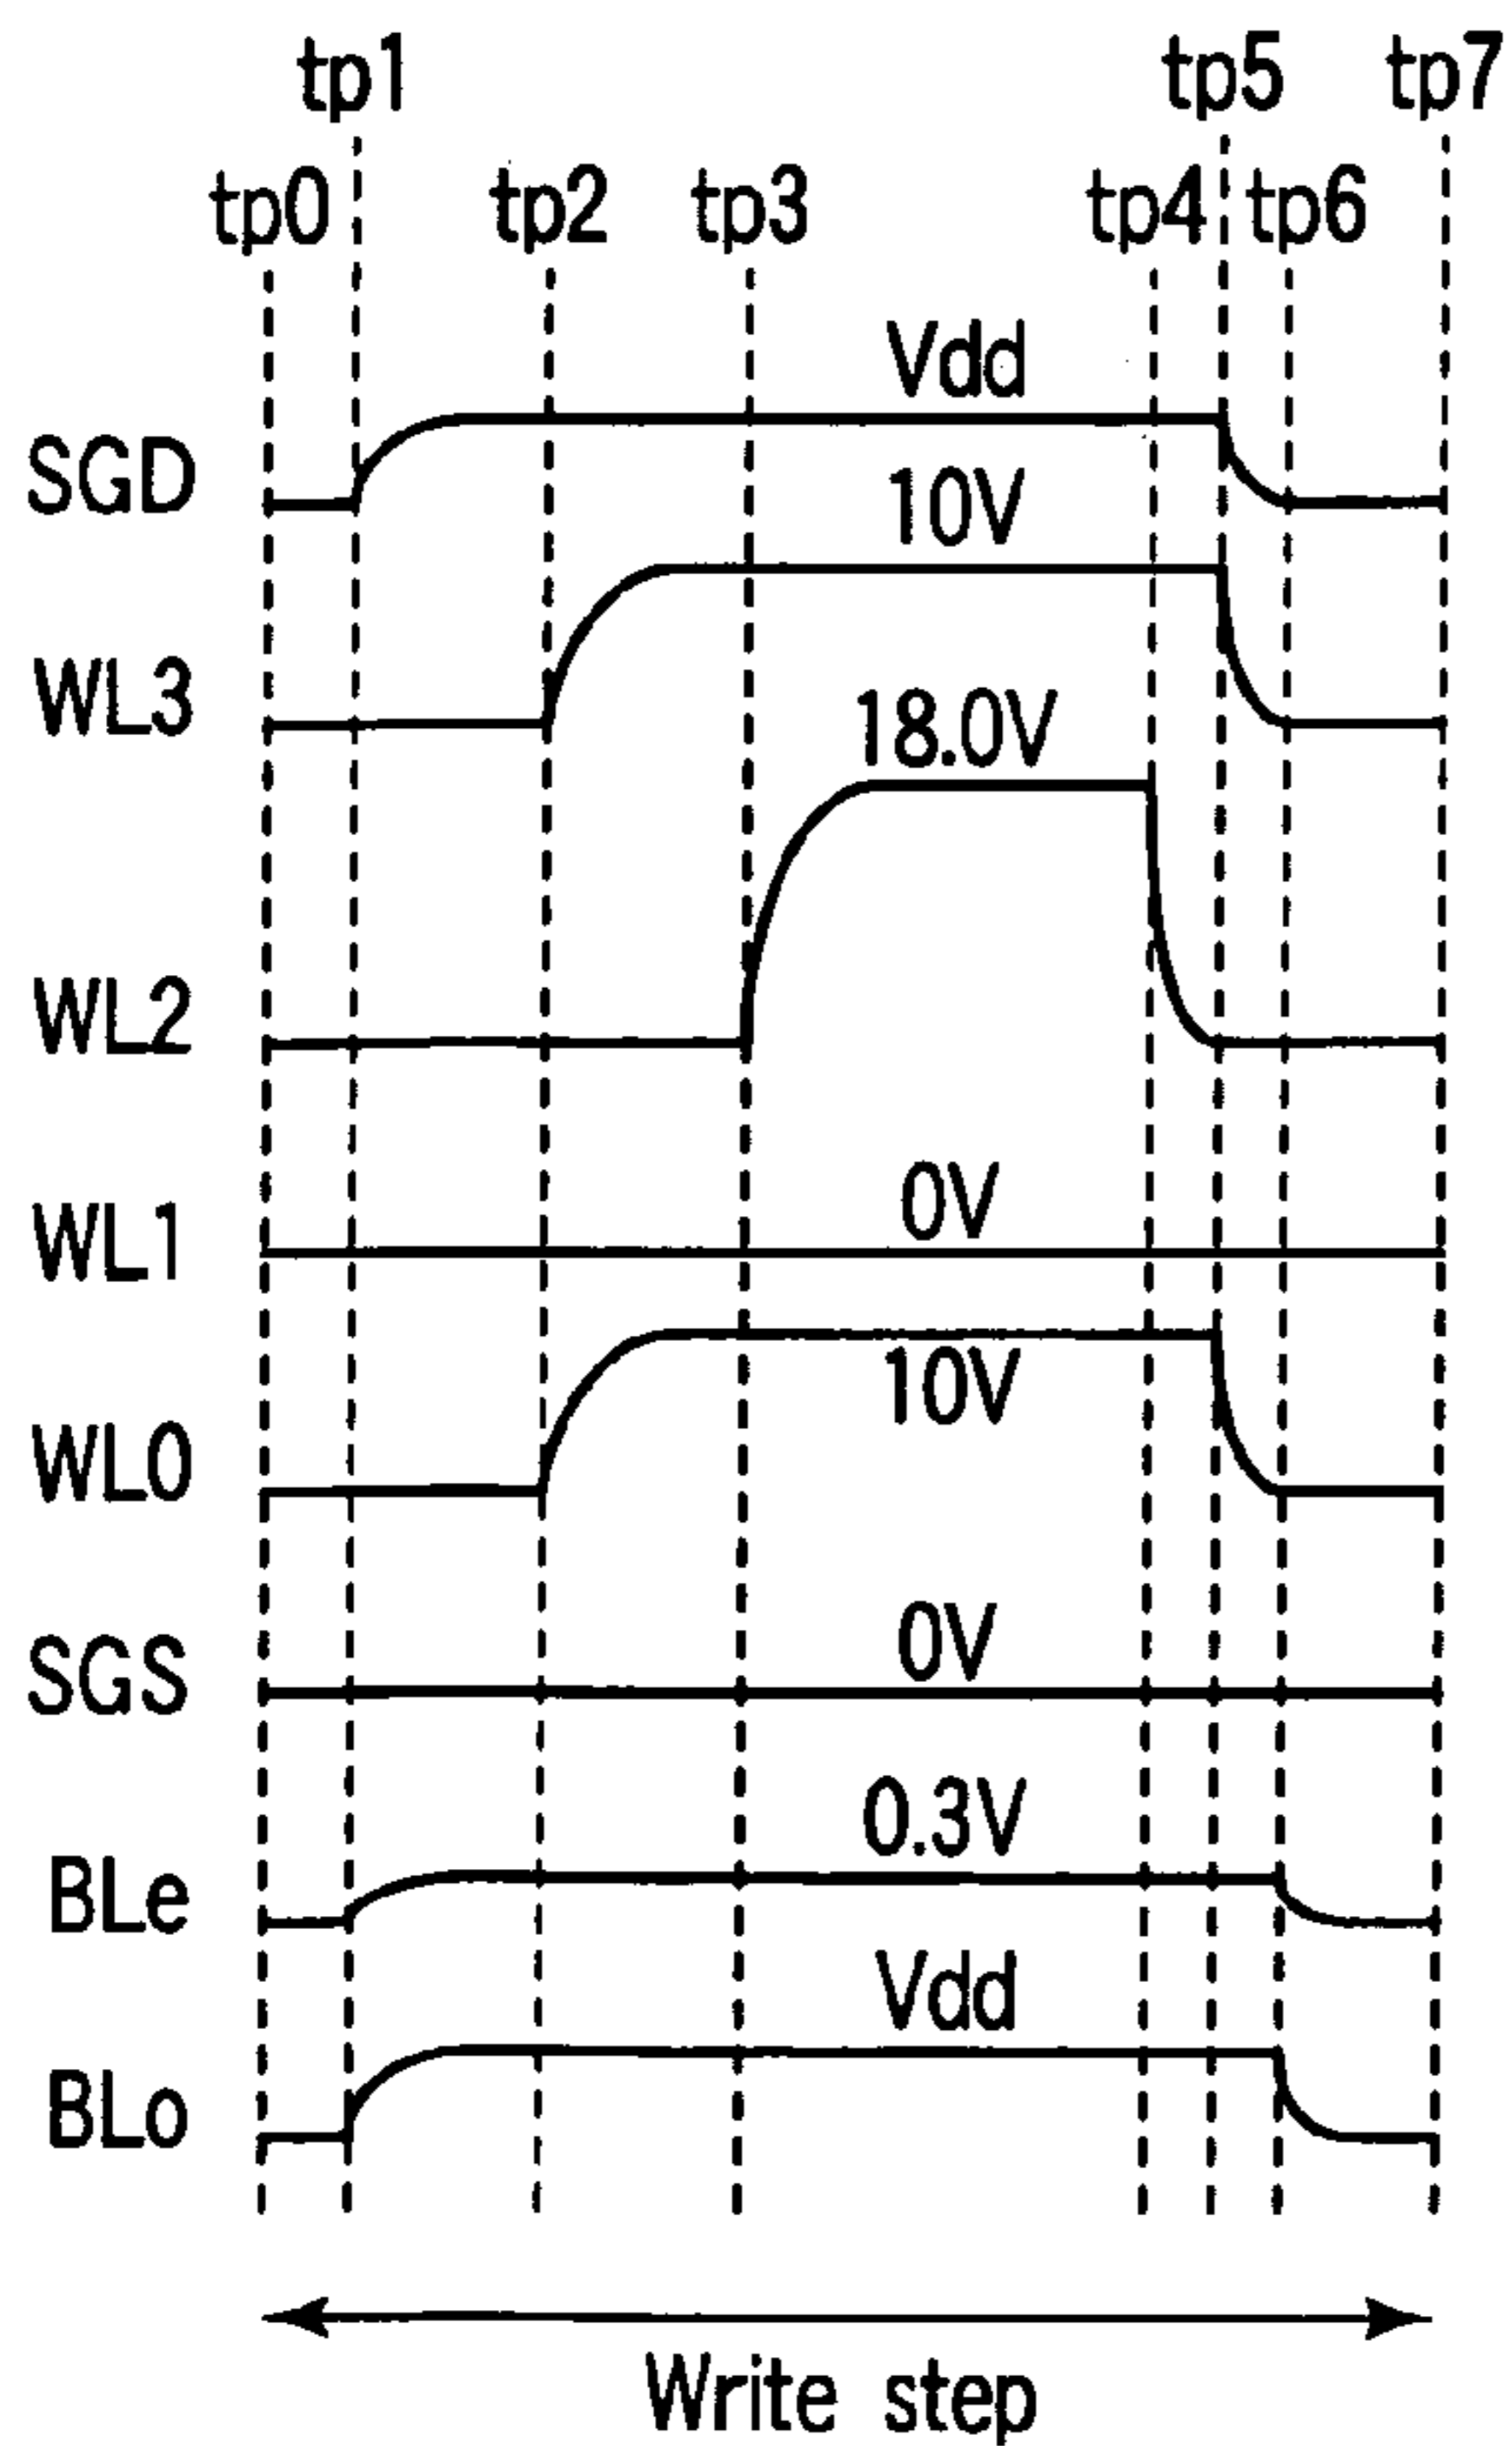 tp1 tp5 tp7
tp0 tp2 tp3 tp4 tp6
Vdd
SGD
10V
WL3
18.0V
WL2
0V
WL1
10V
WL0
0V
SGS
0.3V
BLe
Vdd
BLo
Write step